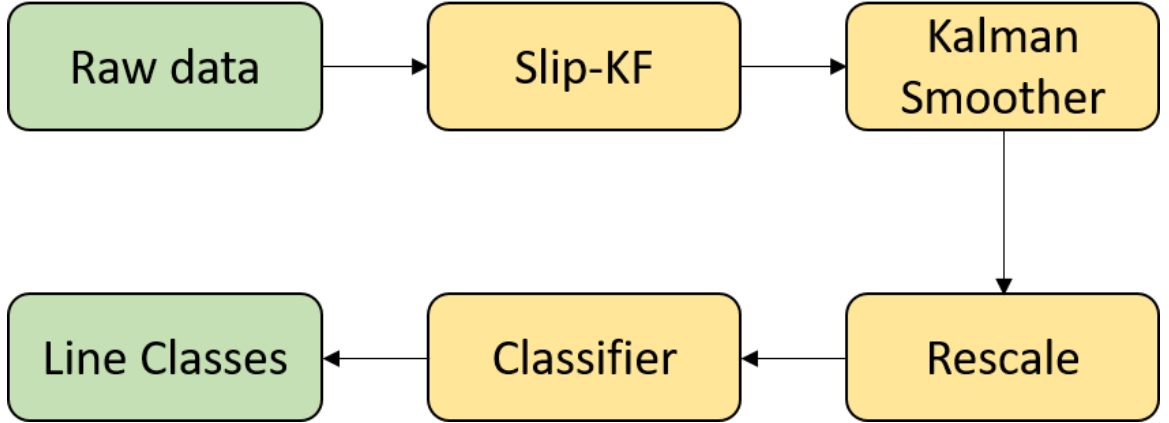 Raw data
Slip-KF
Kalman
Smoother
Line Classes
Classifier
Rescale